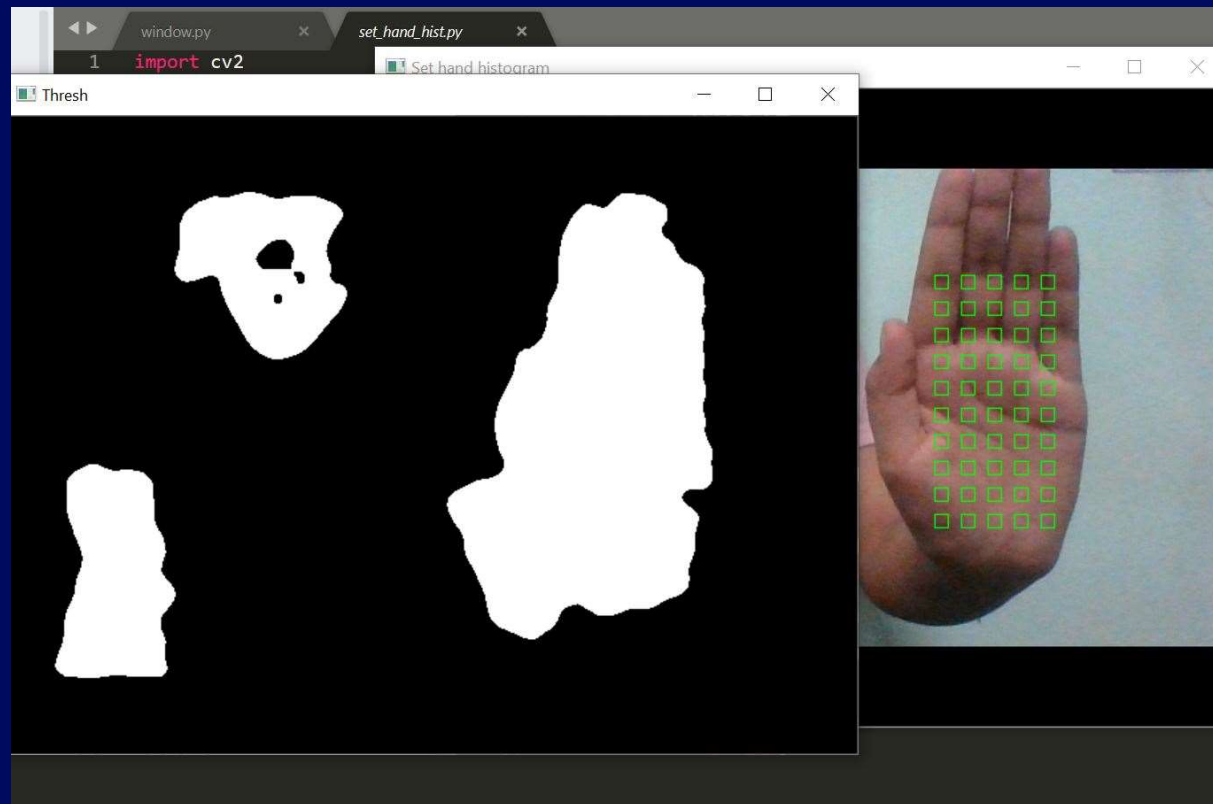 window.py × set_hand_hist.py ×
1 import cv2
Set hand histogram
Thresh